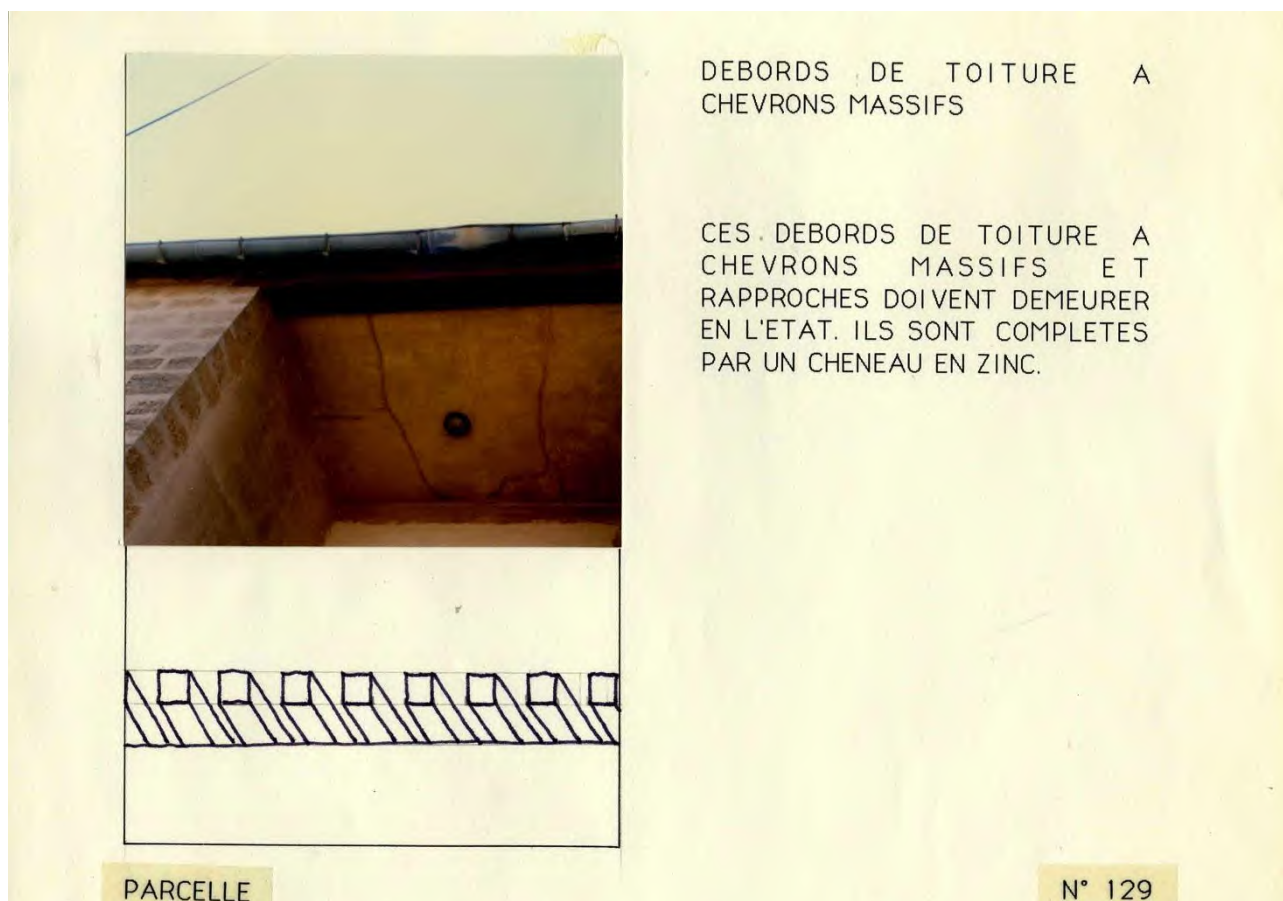 DEBORDS DE TOITURE A
CHEVRONS MASSIFS
CES DEBORDS DE TOITURE A
CHEVRONS MASSIFS ET
RAPPROCHES DOIVENT DEMEURER
EN L'ETAT. ILS SONT COMPLETES
PAR UN CHENEAU EN ZINC.
PARCELLE
N° 129